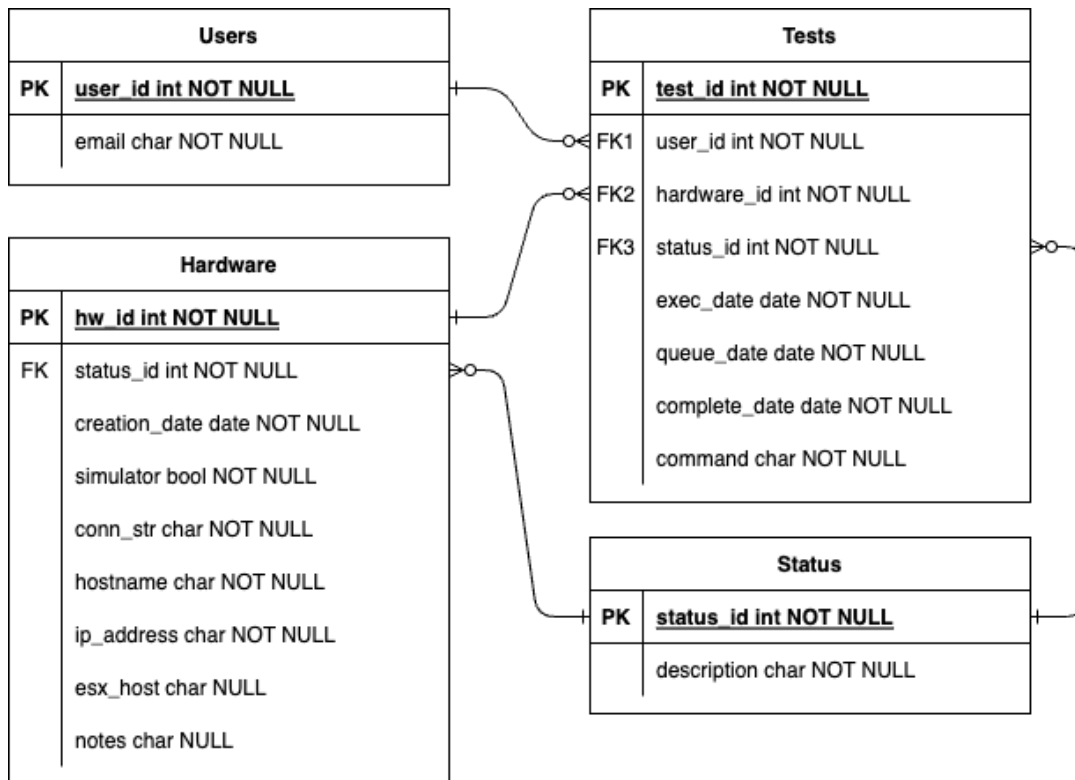 Users
PK user_id int NOT NULL
email char NOT NULL
Tests
PK test_id int NOT NULL
FK1 user_id int NOT NULL
FK2 hardware_id int NOT NULL
FK3 status_id int NOT NULL
exec_date date NOT NULL
queue_date date NOT NULL
complete_date date NOT NULL
command char NOT NULL
Hardware
PK hw_id int NOT NULL
FK status_id int NOT NULL
creation_date date NOT NULL
simulator bool NOT NULL
conn_str char NOT NULL
hostname char NOT NULL
ip_address char NOT NULL
esx_host char NULL
notes char NULL
Status
PK status_id int NOT NULL
description char NOT NULL